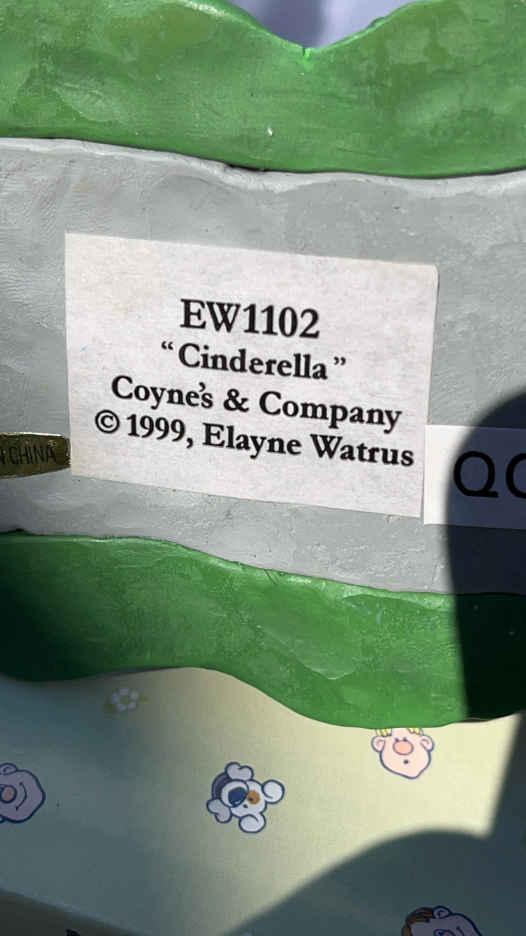 EW1102
“Cinderella”
Coyne's & Company
© 1999, Elayne Watrus
CHINA
QC